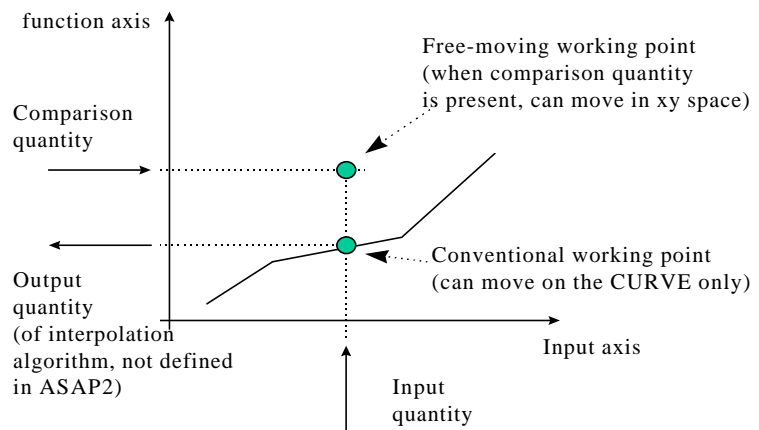 function axis
Free-moving working point
(when comparison quantity
is present, can move in xy space)
Comparison
quantity
Conventional working point
(can move on the CURVE only)
Output
quantity
(of interpolation
algorithm, not defined
in ASAP2)
Input axis
Input
quantity